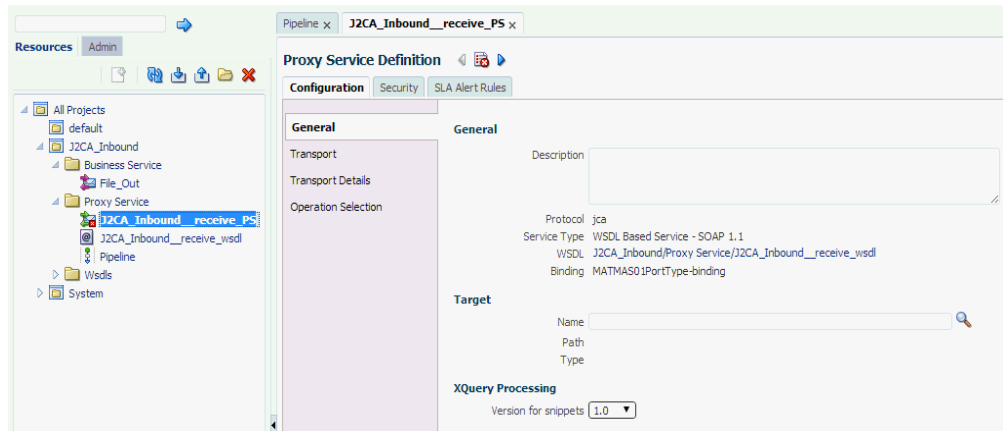 Resources Admin
All Projects
default
J2CA_Inbound
Business Service
File_Out
Proxy Service
J2CA_Inbound__receive_PS
J2CA_Inbound__receive_wsdl
Pipeline
Wsdls
System
Pipeline x J2CA_Inbound__receive_PS x
Proxy Service Definition
Configuration Security SLA Alert Rules
General
Transport
Transport Details
Operation Selection
General
Description
Protocol jca
Service Type WSDL Based Service - SOAP 1.1
WSDL J2CA_Inbound/Proxy Service/J2CA_Inbound__receive_wsdl
Binding MATMAS01PortType-binding
Target
Name
Path
Type
XQuery Processing
Version for snippets 1.0